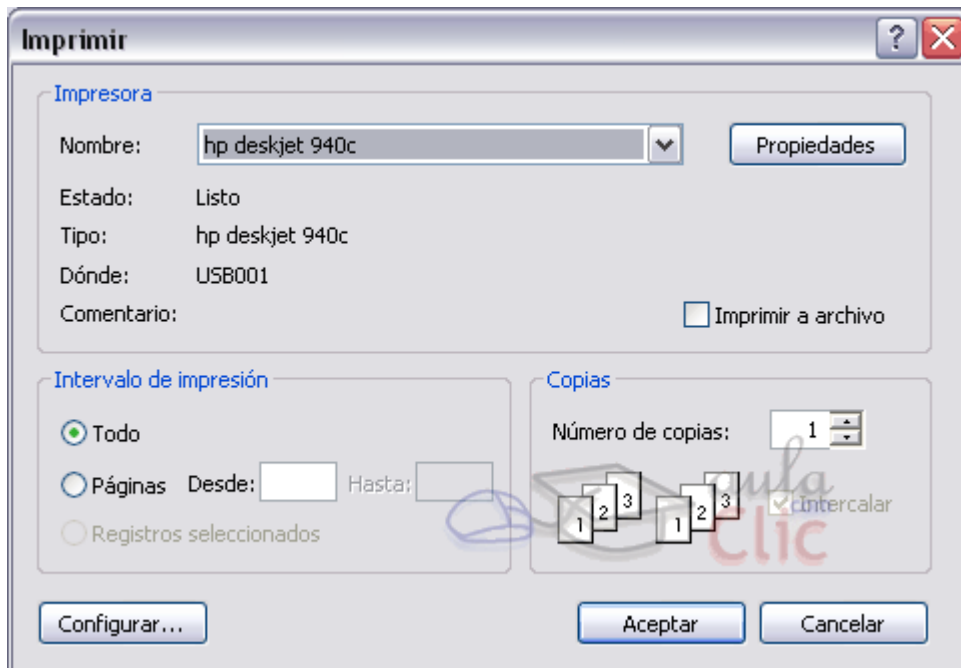 Imprimir
Impresora
Nombre: hp deskjet 940c Propiedades
Estado: Listo
Tipo: hp deskjet 940c
Dónde: USB001
Comentario: Imprimir a archivo
Intervalo de impresión
Todo
Páginas Desde: Hasta:
Registros seleccionados
Copias
Número de copias: 1
1 2 3 1 2 3 Intercalar
aula
Clic
Configurar... Aceptar Cancelar